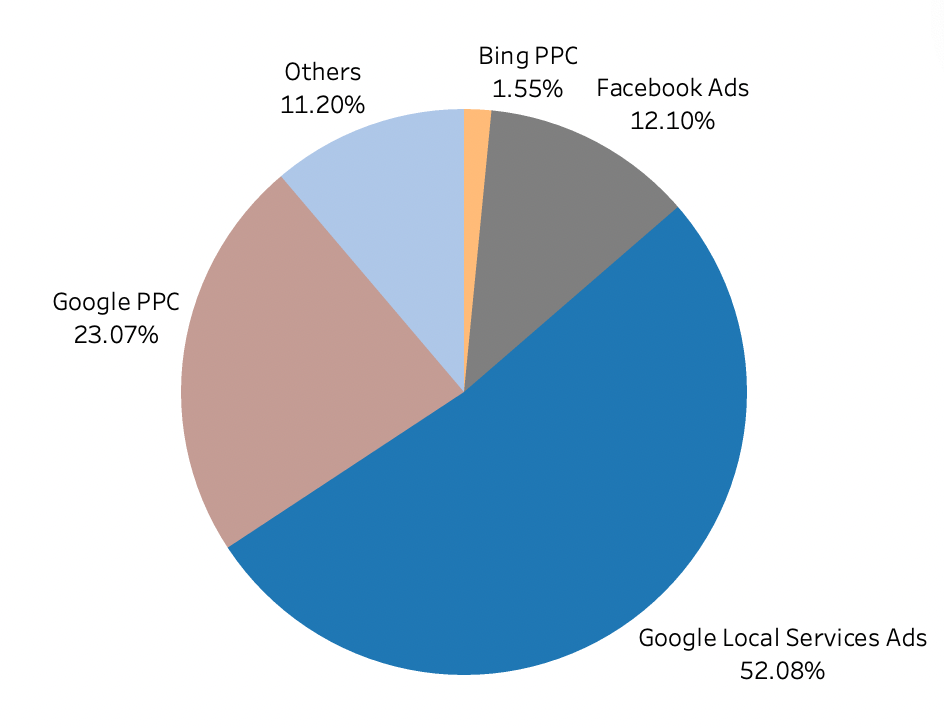 Bing PPC
1.55%
Others
11.20%
Facebook Ads
12.10%
Google PPC
23.07%
Google Local Services Ads
52.08%